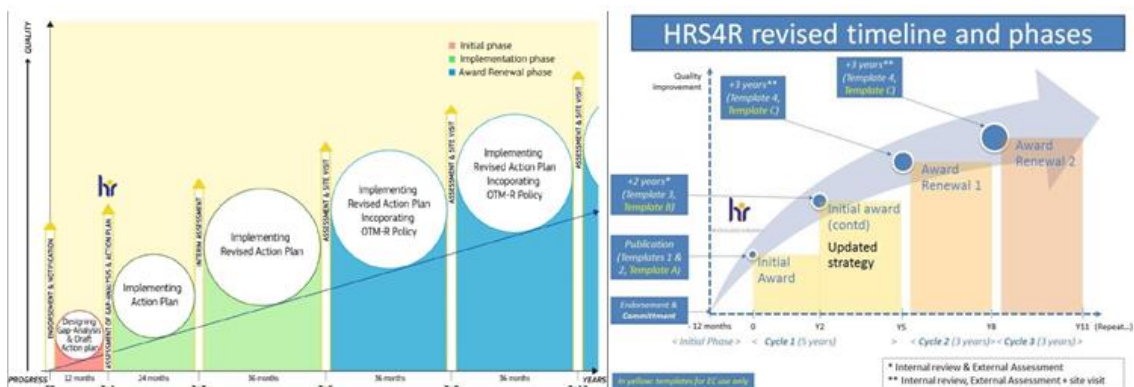 QUALITY
Initial phase
Implementation phase
Award Renewal phase
ENDORSEMENT & NOTIFICATION
Designing
Gap-Analysis
& Draft
Action plan
hr
ASSESSMENT OF GAP-ANALYSIS & ACTION PLAN
Implementing
Action Plan
INTERIM ASSESSMENT
Implementing
Revised Action Plan
ASSESSMENT & SITE VISIT
Implementing
Revised Action Plan
Incoporating
OTM-R Policy
ASSESSMENT & SITE VISIT
Implementing
Revised Action Plan
Incoporating
OTM-R Policy
ASSESSMENT & SITE VISIT
PROGRESS
12 months
24 months
36 months
36 months
36 months
YEARS
HRS4R revised timeline and phases
Quality
Improvement
+3 years**
(Template 4,
Template C)
+3 years**
(Template 4,
Template C)
+2 years*
(Template 3,
Template B)
Publication
(Templates 1 &
2, Template A)
Endorsement &
Commitment
hr
Initial
Award
Initial award
(contd)
Updated
strategy
Award
Renewal 1
Award
Renewal 2
- 12 months 0 Y2 Y5 Y8 Y11 (Repeat...)
< Initial Phase > < Cycle 1 (5 years) > < Cycle 2 (3 years) >< Cycle 3 (3 years) >
In yellow templates for EC use only
* Internal review & External Assessment
** Internal review, External Assessment + site visit